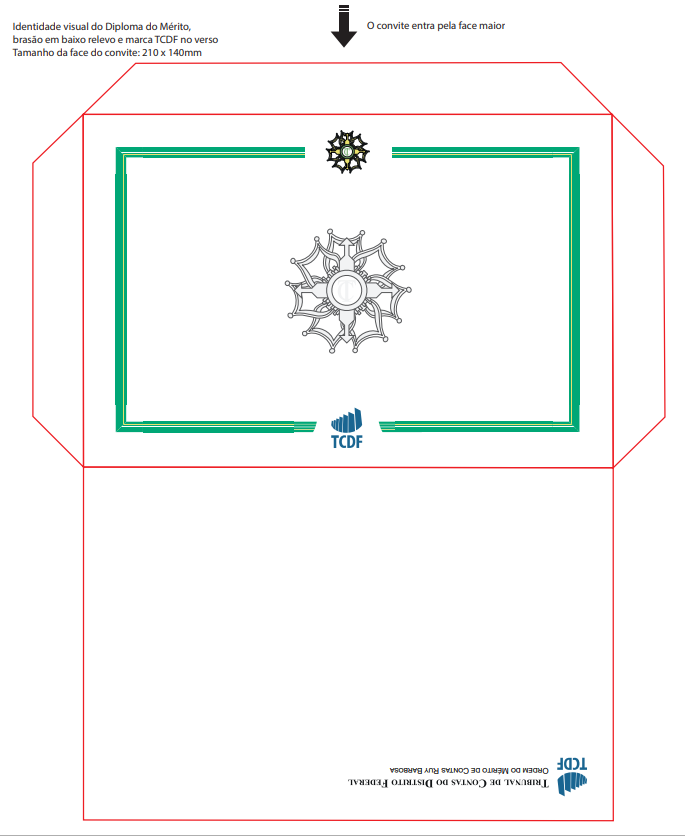 Identidade visual do Diploma do Mérito,
brasão em baixo relevo e marca TCDF no verso
Tamanho da face do convite: 210 x 140mm
O convite entra pela face maior
TCDF
TCDF
Tribunal de Contas do Distrito Federal
Ordem do Mérito de Contas Ruy Barbosa